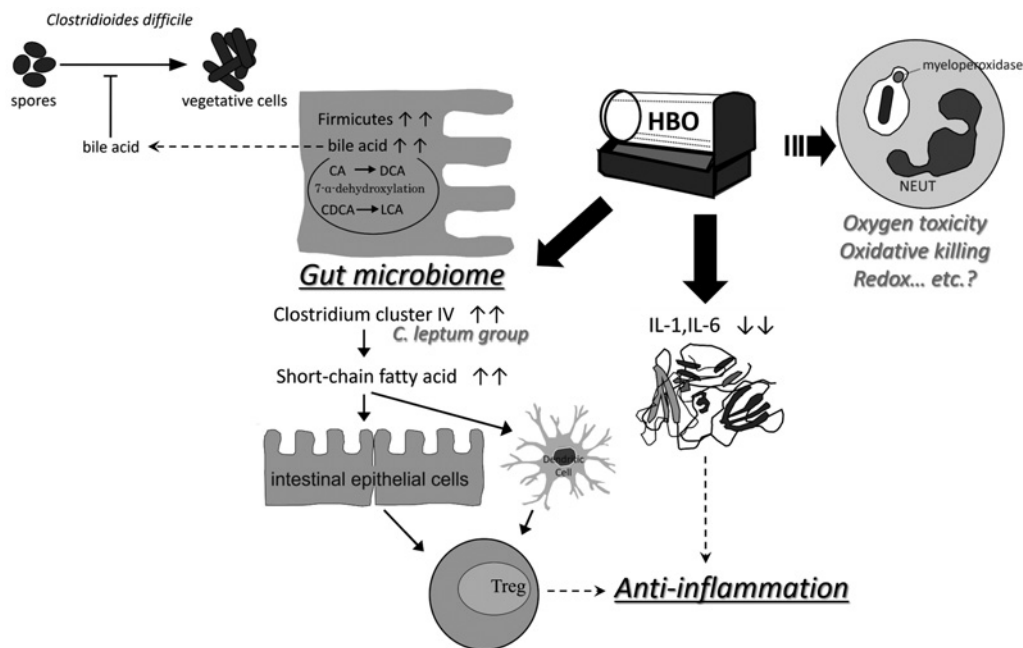 Clostridioides difficile
spores
vegetative cells
bile acid
Firmicutes ↑ ↑
bile acid ↑ ↑
CA → DCA
7-α-dehydroxylation
CDCA → LCA
HBO
myeloperoxidase
NEUT
Oxygen toxicity
Oxidative killing
Redox... etc.?
Gut microbiome
Clostridium cluster IV ↑↑
C. leptum group
Short-chain fatty acid ↑↑
IL-1,IL-6 ↓↓
intestinal epithelial cells
Dendritic
Cell
Treg
Anti-inflammation